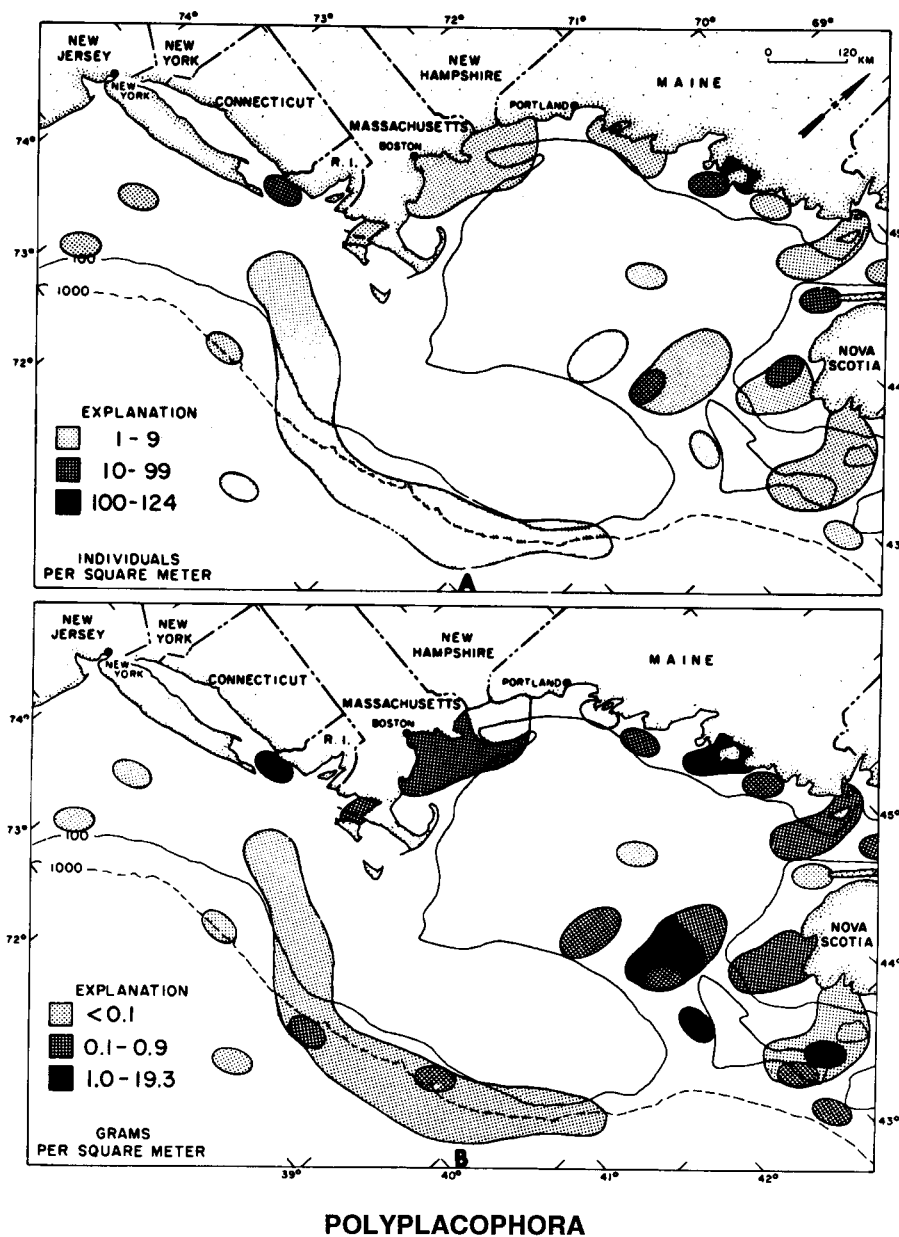 74° 73° 72° 71° 70° 69°
NEW JERSEY
NEW YORK
NEW YORK
CONNECTICUT
R. I.
MASSACHUSETTS
BOSTON
NEW HAMPSHIRE
PORTLAND
MAINE
0 120
KM
74°
73°
72°
100
1000
NOVA SCOTIA
45
44
43
EXPLANATION
1-9
10-99
100-124
INDIVIDUALS
PER SQUARE METER
A
NEW JERSEY
NEW YORK
NEW YORK
CONNECTICUT
R. I.
MASSACHUSETTS
BOSTON
NEW HAMPSHIRE
PORTLAND
MAINE
74°
73°
72°
100
1000
NOVA SCOTIA
45°
44°
43°
EXPLANATION
<0.1
0.1-0.9
1.0-19.3
GRAMS
PER SQUARE METER
B
39° 40° 41° 42°
POLYPLACOPHORA